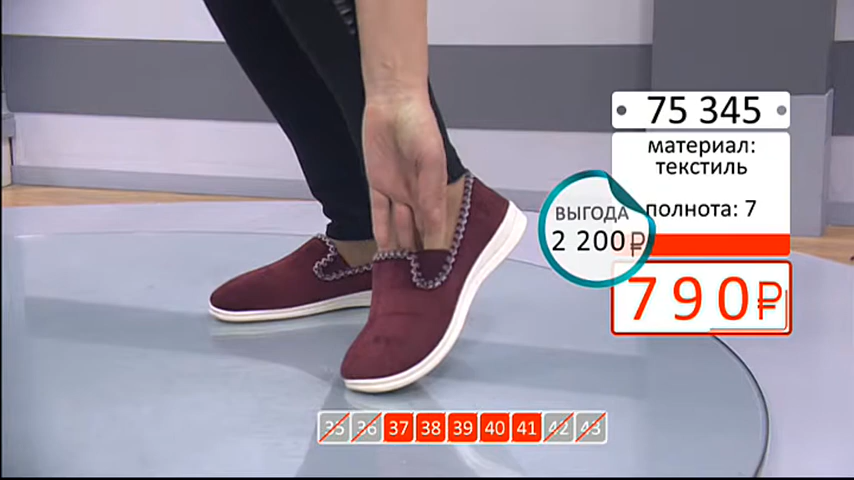 75 345
материал:
текстиль
полнота: 7
ВЫГОДА
2 200₽
790₽
35 36 37 38 39 40 41 42 43